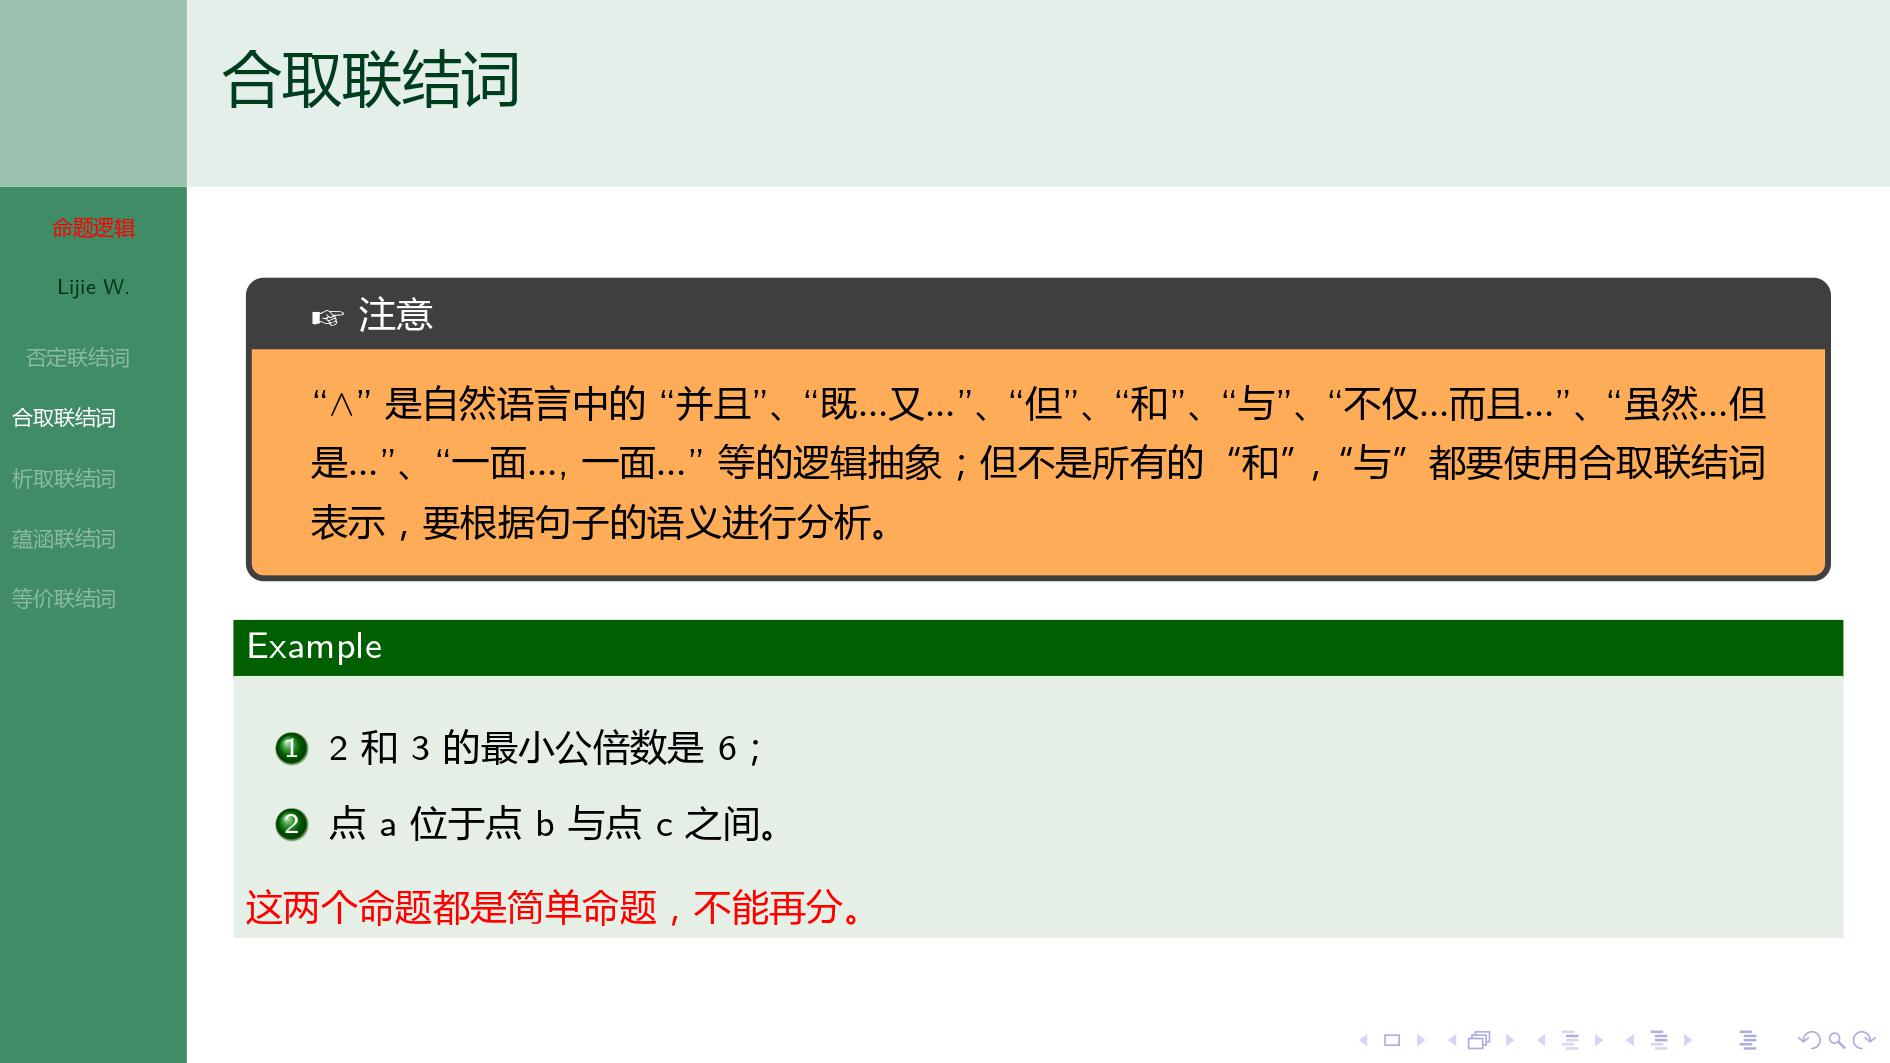 合取联结词
命题逻辑
Lijie W.
否定联结词
合取联结词
析取联结词
蕴涵联结词
等价联结词
☞ 注意
“∧” 是自然语言中的 “并且”、“既...又...”、“但”、“和”、“与”、“不仅...而且...”、“虽然...但
是...”、“一面..., 一面...” 等的逻辑抽象；但不是所有的 “和”，“与” 都要使用合取联结词
表示，要根据句子的语义进行分析。
Example
1 2 和 3 的最小公倍数是 6；
2 点 a 位于点 b 与点 c 之间。
这两个命题都是简单命题，不能再分。